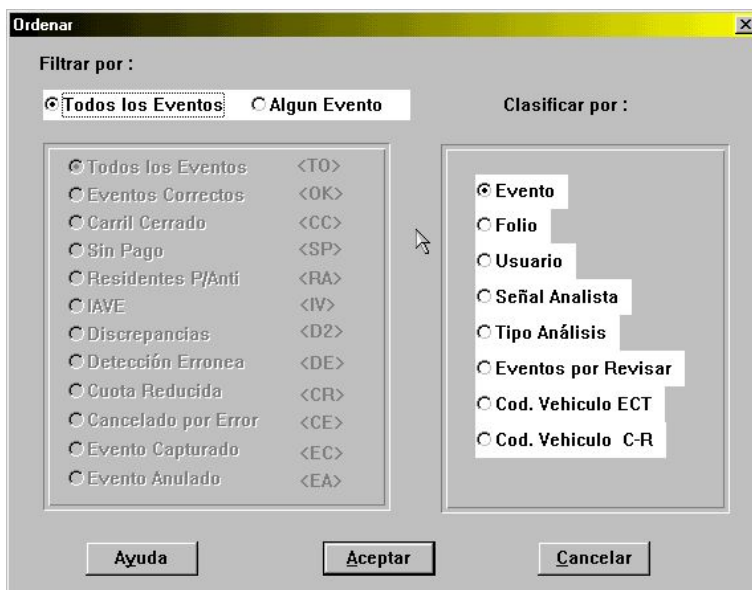 Ordenar
Filtrar por :
Todos los Eventos Algun Evento
Todos los Eventos <TO>
Eventos Correctos <OK>
Carril Cerrado <CC>
Sin Pago <SP>
Residentes P/Anti <RA>
IAVE <IV>
Discrepancias <D2>
Detección Erronea <DE>
Cuota Reducida <CR>
Cancelado por Error <CE>
Evento Capturado <EC>
Evento Anulado <EA>
Clasificar por :
Evento
Folio
Usuario
Señal Analista
Tipo Análisis
Eventos por Revisar
Cod. Vehiculo ECT
Cod. Vehiculo C-R
Ayuda Aceptar Cancelar